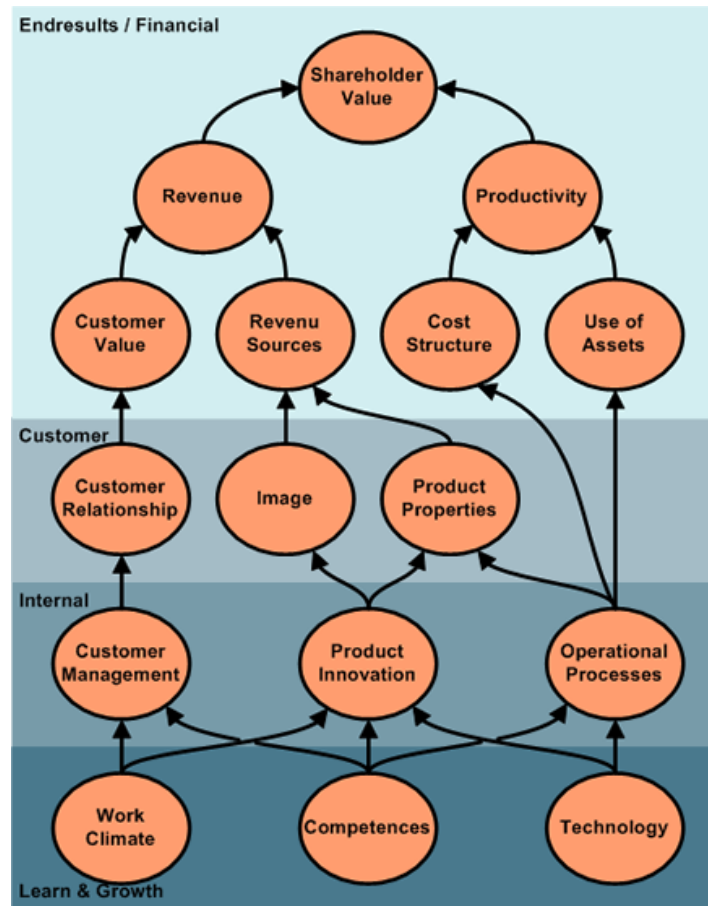 Endresults / Financial
Shareholder
Value
Revenue
Productivity
Customer
Value
Revenu
Sources
Cost
Structure
Use of
Assets
Customer
Customer
Relationship
Image
Product
Properties
Internal
Customer
Management
Product
Innovation
Operational
Processes
Work
Climate
Competences
Technology
Learn & Growth